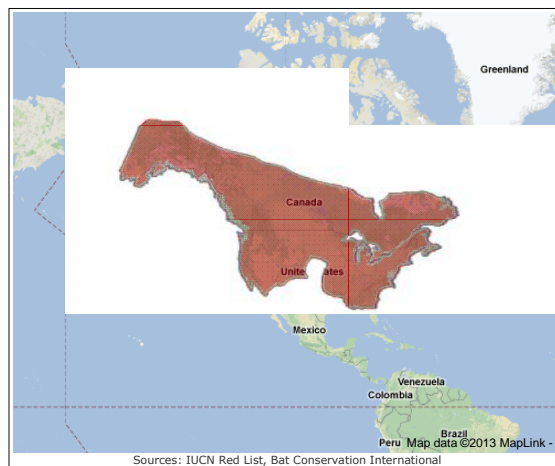 Greenland
Canada
Unite ates
Mexico
Venezuela
Colombia
Brazil
Peru
Map data ©2013 MapLink -
Sources: IUCN Red List, Bat Conservation International